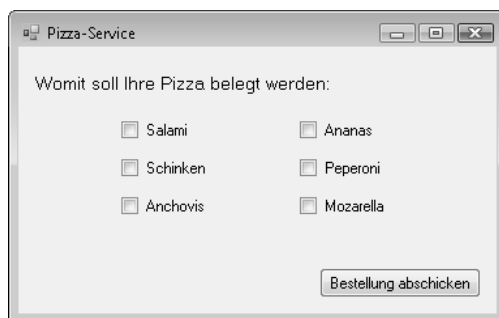 Pizza-Service
Womit soll Ihre Pizza belegt werden:
Salami
Ananas
Schinken
Peperoni
Anchovis
Mozarella
Bestellung abschicken